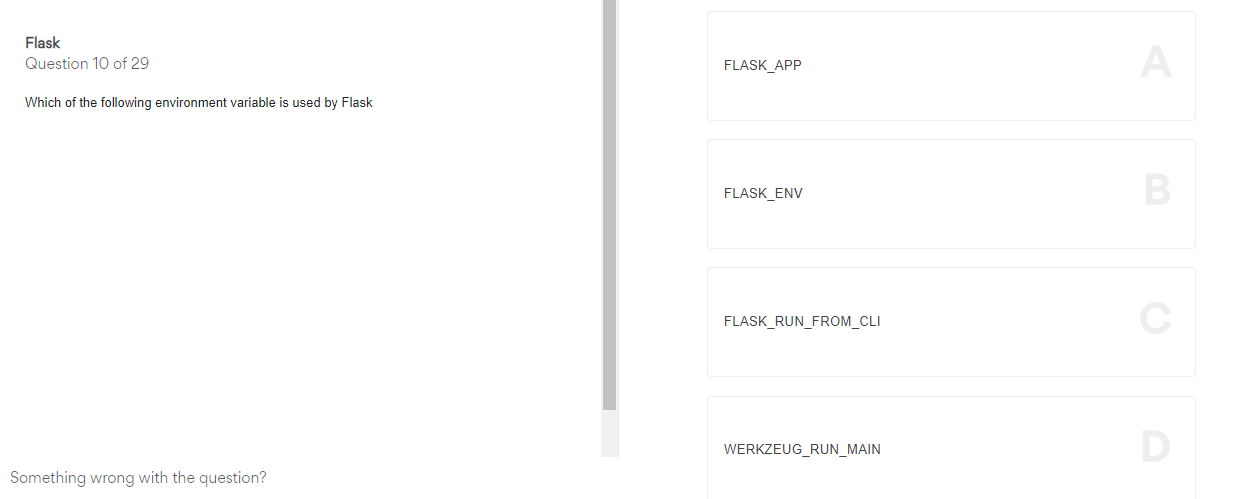 Flask
Question 10 of 29
Which of the following environment variable is used by Flask
Something wrong with the question?
FLASK_APP
A
FLASK_ENV
B
FLASK_RUN_FROM_CLI
C
WERKZEUG_RUN_MAIN
D